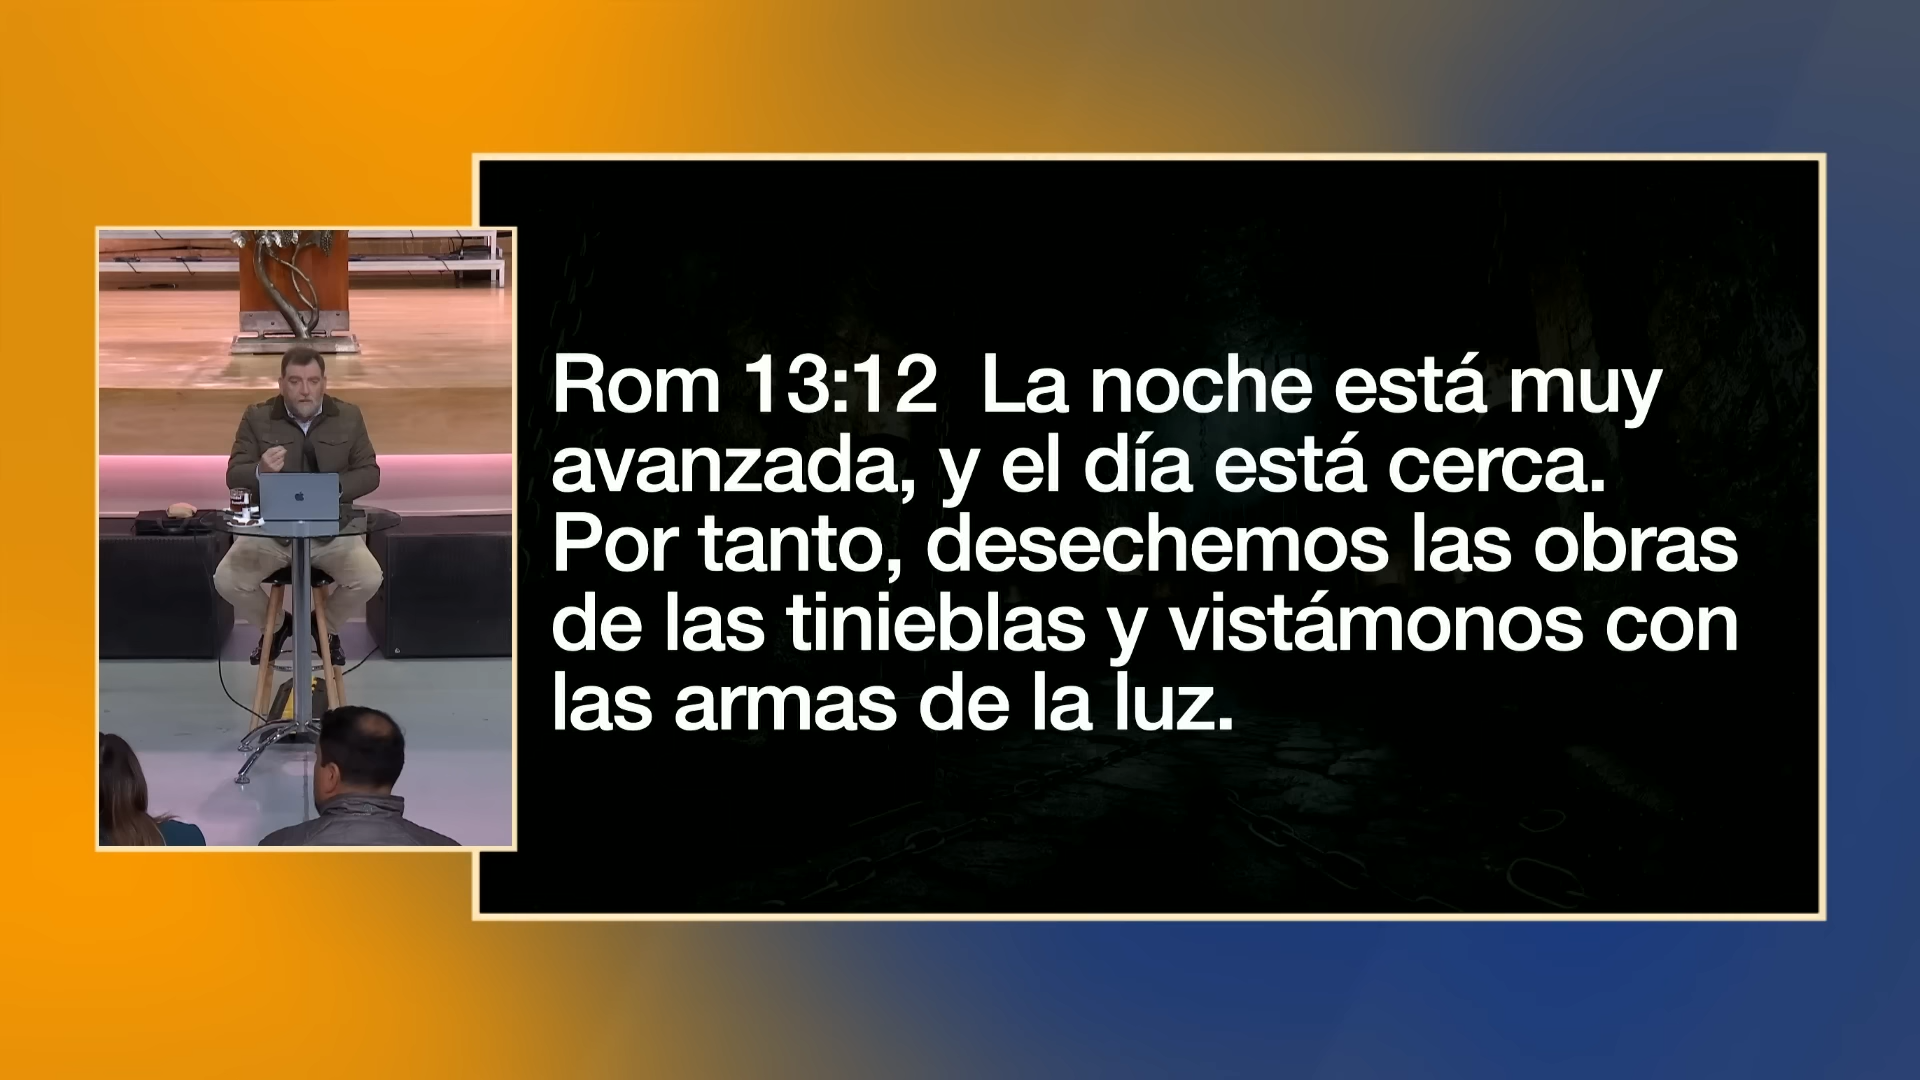 Rom 13:12  La noche está muy
avanzada, y el día está cerca.
Por tanto, desechemos las obras
de las tinieblas y vistámonos con
las armas de la luz.